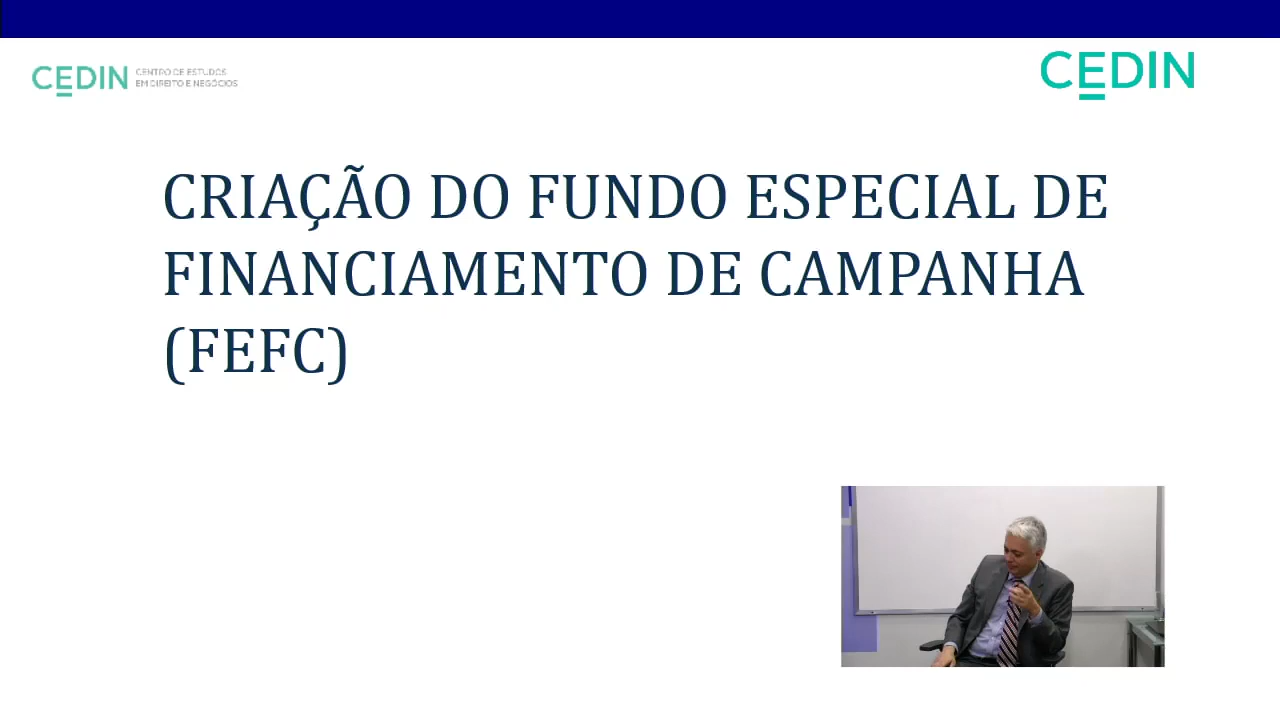 CEDIN CENTRO DE ESTUDOS
EM DIREITO E NEGÓCIOS
CEDIN
CRIAÇÃO DO FUNDO ESPECIAL DE
FINANCIAMENTO DE CAMPANHA
(FEFC)